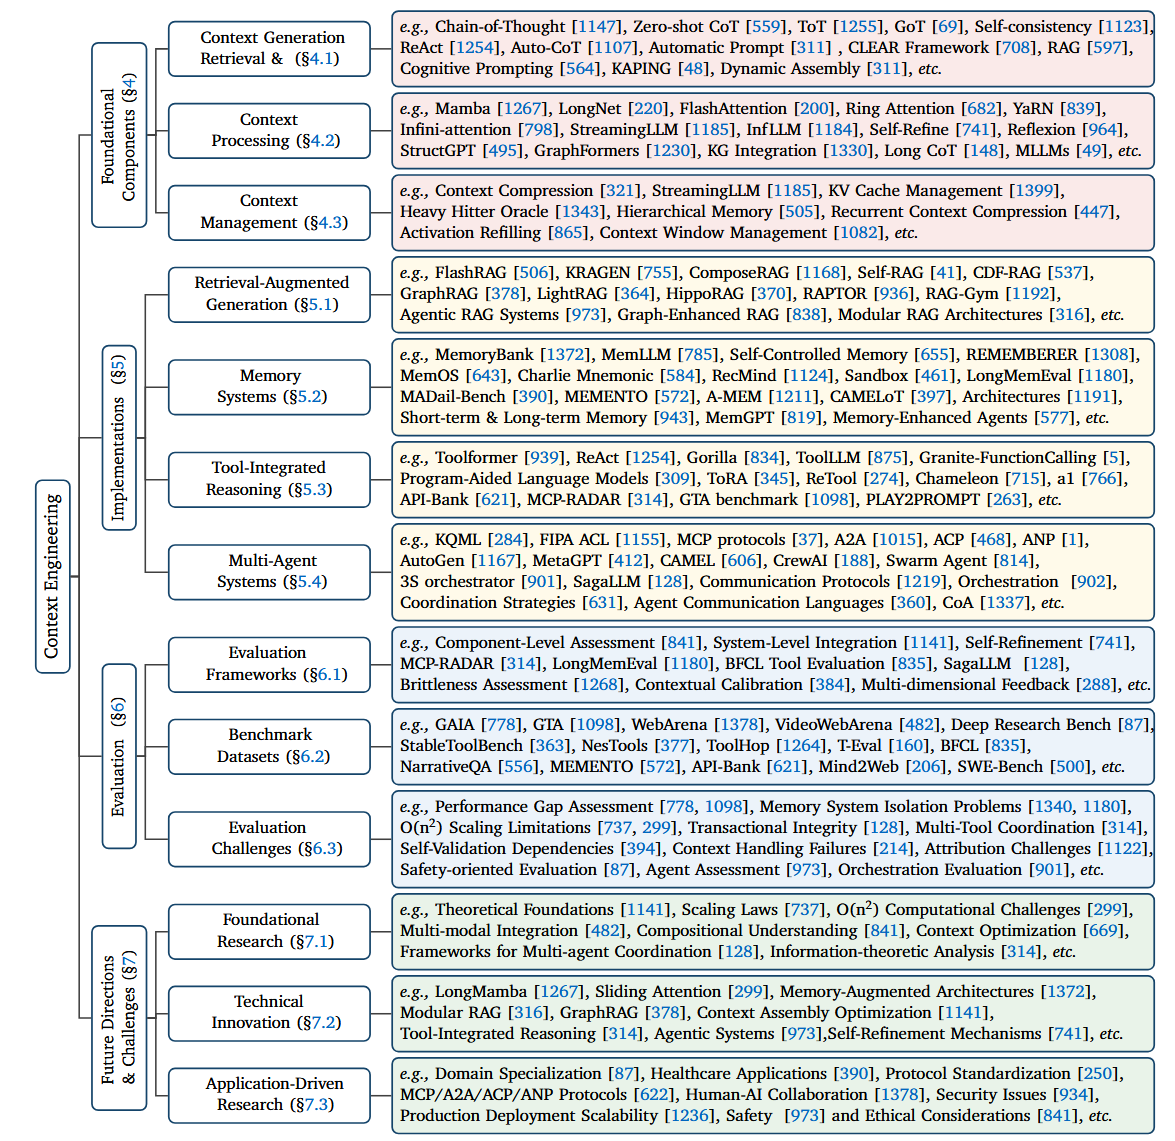 Context Engineering
Foundational
Components (§4)
Context Generation
Retrieval & (§4.1)
e.g., Chain-of-Thought [1147], Zero-shot CoT [559], ToT [1255], GoT [69], Self-consistency [1123],
ReAct [1254], Auto-CoT [1107], Automatic Prompt [311] , CLEAR Framework [708], RAG [597],
Cognitive Prompting [564], KAPING [48], Dynamic Assembly [311], etc.
Context
Processing (§4.2)
e.g., Mamba [1267], LongNet [220], FlashAttention [200], Ring Attention [682], YaRN [839],
Infini-attention [798], StreamingLLM [1185], InfLLM [1184], Self-Refine [741], Reflexion [964],
StructGPT [495], GraphFormers [1230], KG Integration [1330], Long CoT [148], MLLMs [49], etc.
Context
Management (§4.3)
e.g., Context Compression [321], StreamingLLM [1185], KV Cache Management [1399],
Heavy Hitter Oracle [1343], Hierarchical Memory [505], Recurrent Context Compression [447],
Activation Refilling [865], Context Window Management [1082], etc.
Implementations (§5)
Retrieval-Augmented
Generation (§5.1)
e.g., FlashRAG [506], KRAGEN [755], ComposeRAG [1168], Self-RAG [41], CDF-RAG [537],
GraphRAG [378], LightRAG [364], HippoRAG [370], RAPTOR [936], RAG-Gym [1192],
Agentic RAG Systems [973], Graph-Enhanced RAG [838], Modular RAG Architectures [316], etc.
Memory
Systems (§5.2)
e.g., MemoryBank [1372], MemLLM [785], Self-Controlled Memory [655], REMEMBERER [1308],
MemOS [643], Charlie Mnemonic [584], RecMind [1124], Sandbox [461], LongMemEval [1180],
MADail-Bench [390], MEMENTO [572], A-MEM [1211], CAMELoT [397], Architectures [1191],
Short-term & Long-term Memory [943], MemGPT [819], Memory-Enhanced Agents [577], etc.
Tool-Integrated
Reasoning (§5.3)
e.g., Toolformer [939], ReAct [1254], Gorilla [834], ToolLLM [875], Granite-FunctionCalling [5],
Program-Aided Language Models [309], ToRA [345], ReTool [274], Chameleon [715], a1 [766],
API-Bank [621], MCP-RADAR [314], GTA benchmark [1098], PLAY2PROMPT [263], etc.
Multi-Agent
Systems (§5.4)
e.g., KQML [284], FIPA ACL [1155], MCP protocols [37], A2A [1015], ACP [468], ANP [1],
AutoGen [1167], MetaGPT [412], CAMEL [606], CrewAI [188], Swarm Agent [814],
3S orchestrator [901], SagaLLM [128], Communication Protocols [1219], Orchestration [902],
Coordination Strategies [631], Agent Communication Languages [360], CoA [1337], etc.
Evaluation (§6)
Evaluation
Frameworks (§6.1)
e.g., Component-Level Assessment [841], System-Level Integration [1141], Self-Refinement [741],
MCP-RADAR [314], LongMemEval [1180], BFCL Tool Evaluation [835], SagaLLM [128],
Brittleness Assessment [1268], Contextual Calibration [384], Multi-dimensional Feedback [288], etc.
Benchmark
Datasets (§6.2)
e.g., GAIA [778], GTA [1098], WebArena [1378], VideoWebArena [482], Deep Research Bench [87],
StableToolBench [363], NesTools [377], ToolHop [1264], T-Eval [160], BFCL [835],
NarrativeQA [556], MEMENTO [572], API-Bank [621], Mind2Web [206], SWE-Bench [500], etc.
Evaluation
Challenges (§6.3)
e.g., Performance Gap Assessment [778, 1098], Memory System Isolation Problems [1340, 1180],
O(n²) Scaling Limitations [737, 299], Transactional Integrity [128], Multi-Tool Coordination [314],
Self-Validation Dependencies [394], Context Handling Failures [214], Attribution Challenges [1122],
Safety-oriented Evaluation [87], Agent Assessment [973], Orchestration Evaluation [901], etc.
Future Directions
& Challenges (§7)
Foundational
Research (§7.1)
e.g., Theoretical Foundations [1141], Scaling Laws [737], O(n²) Computational Challenges [299],
Multi-modal Integration [482], Compositional Understanding [841], Context Optimization [669],
Frameworks for Multi-agent Coordination [128], Information-theoretic Analysis [314], etc.
Technical
Innovation (§7.2)
e.g., LongMamba [1267], Sliding Attention [299], Memory-Augmented Architectures [1372],
Modular RAG [316], GraphRAG [378], Context Assembly Optimization [1141],
Tool-Integrated Reasoning [314], Agentic Systems [973],Self-Refinement Mechanisms [741], etc.
Application-Driven
Research (§7.3)
e.g., Domain Specialization [87], Healthcare Applications [390], Protocol Standardization [250],
MCP/A2A/ACP/ANP Protocols [622], Human-AI Collaboration [1378], Security Issues [934],
Production Deployment Scalability [1236], Safety [973] and Ethical Considerations [841], etc.